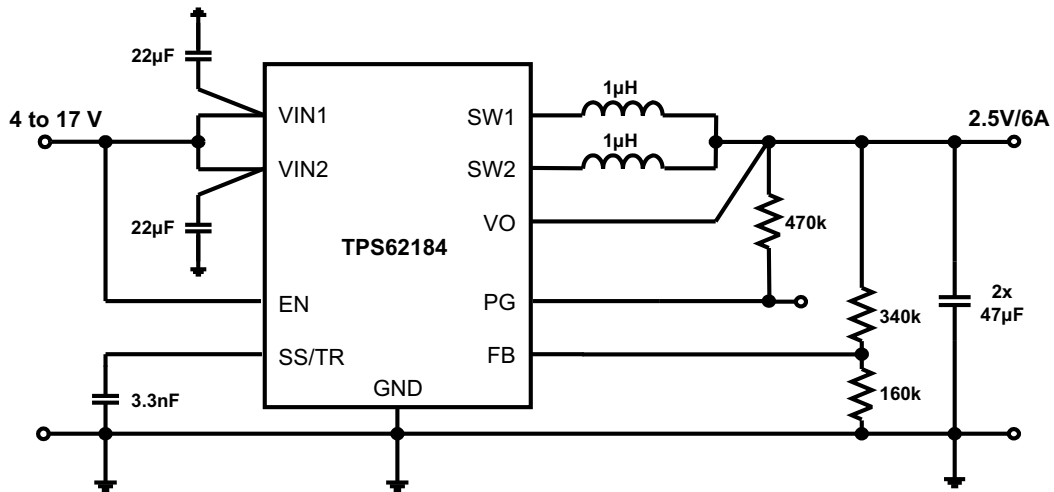 22µF
4 to 17 V
VIN1
VIN2
22µF
EN
SS/TR
3.3nF
TPS62184
GND
SW1
SW2
VO
PG
FB
1µH
1µH
470k
340k
160k
2.5V/6A
2x
47µF